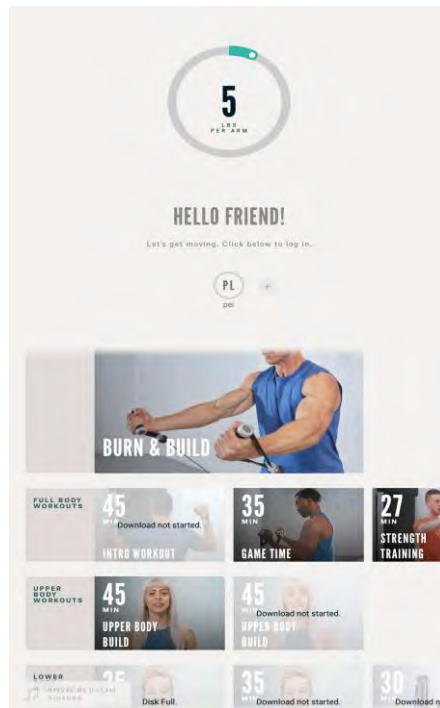 5
LBS
PER ARM
HELLO FRIEND!
Let's get moving. Click below to log in.
PL
+
pei
BURN & BUILD
FULL BODY
WORKOUTS
45
MIN
Download not started.
INTRO WORKOUT
35
MIN
GAME TIME
27
MIN
STRENGTH
TRAINING
UPPER
BODY
WORKOUTS
45
MIN
UPPER BODY
BUILD
45
MIN
Download not started.
UPPER BODY
BUILD
LOWER
35
Disk Full.
35
MIN
Download not started.
30
MIN
Download